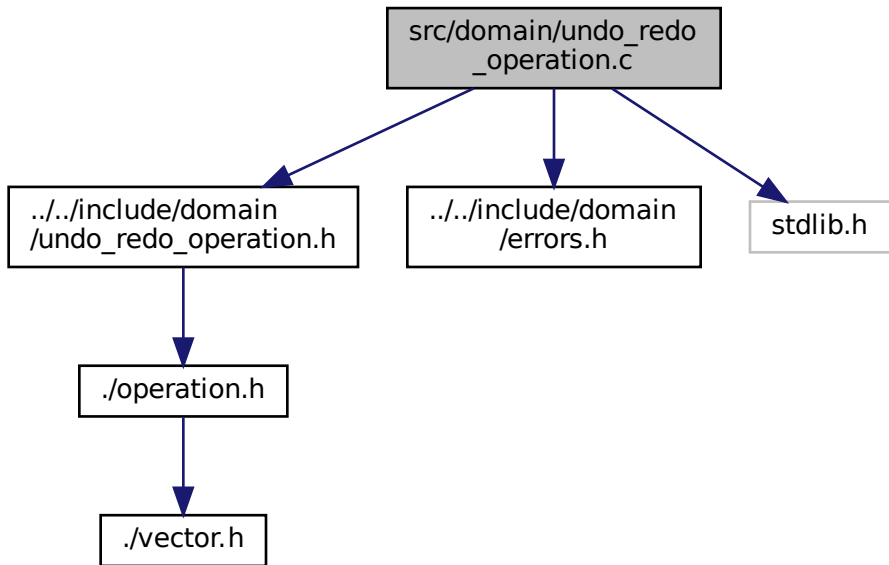 src/domain/undo_redo
_operation.c
../../include/domain
/undo_redo_operation.h
../../include/domain
/errors.h
stdlib.h
./operation.h
./vector.h